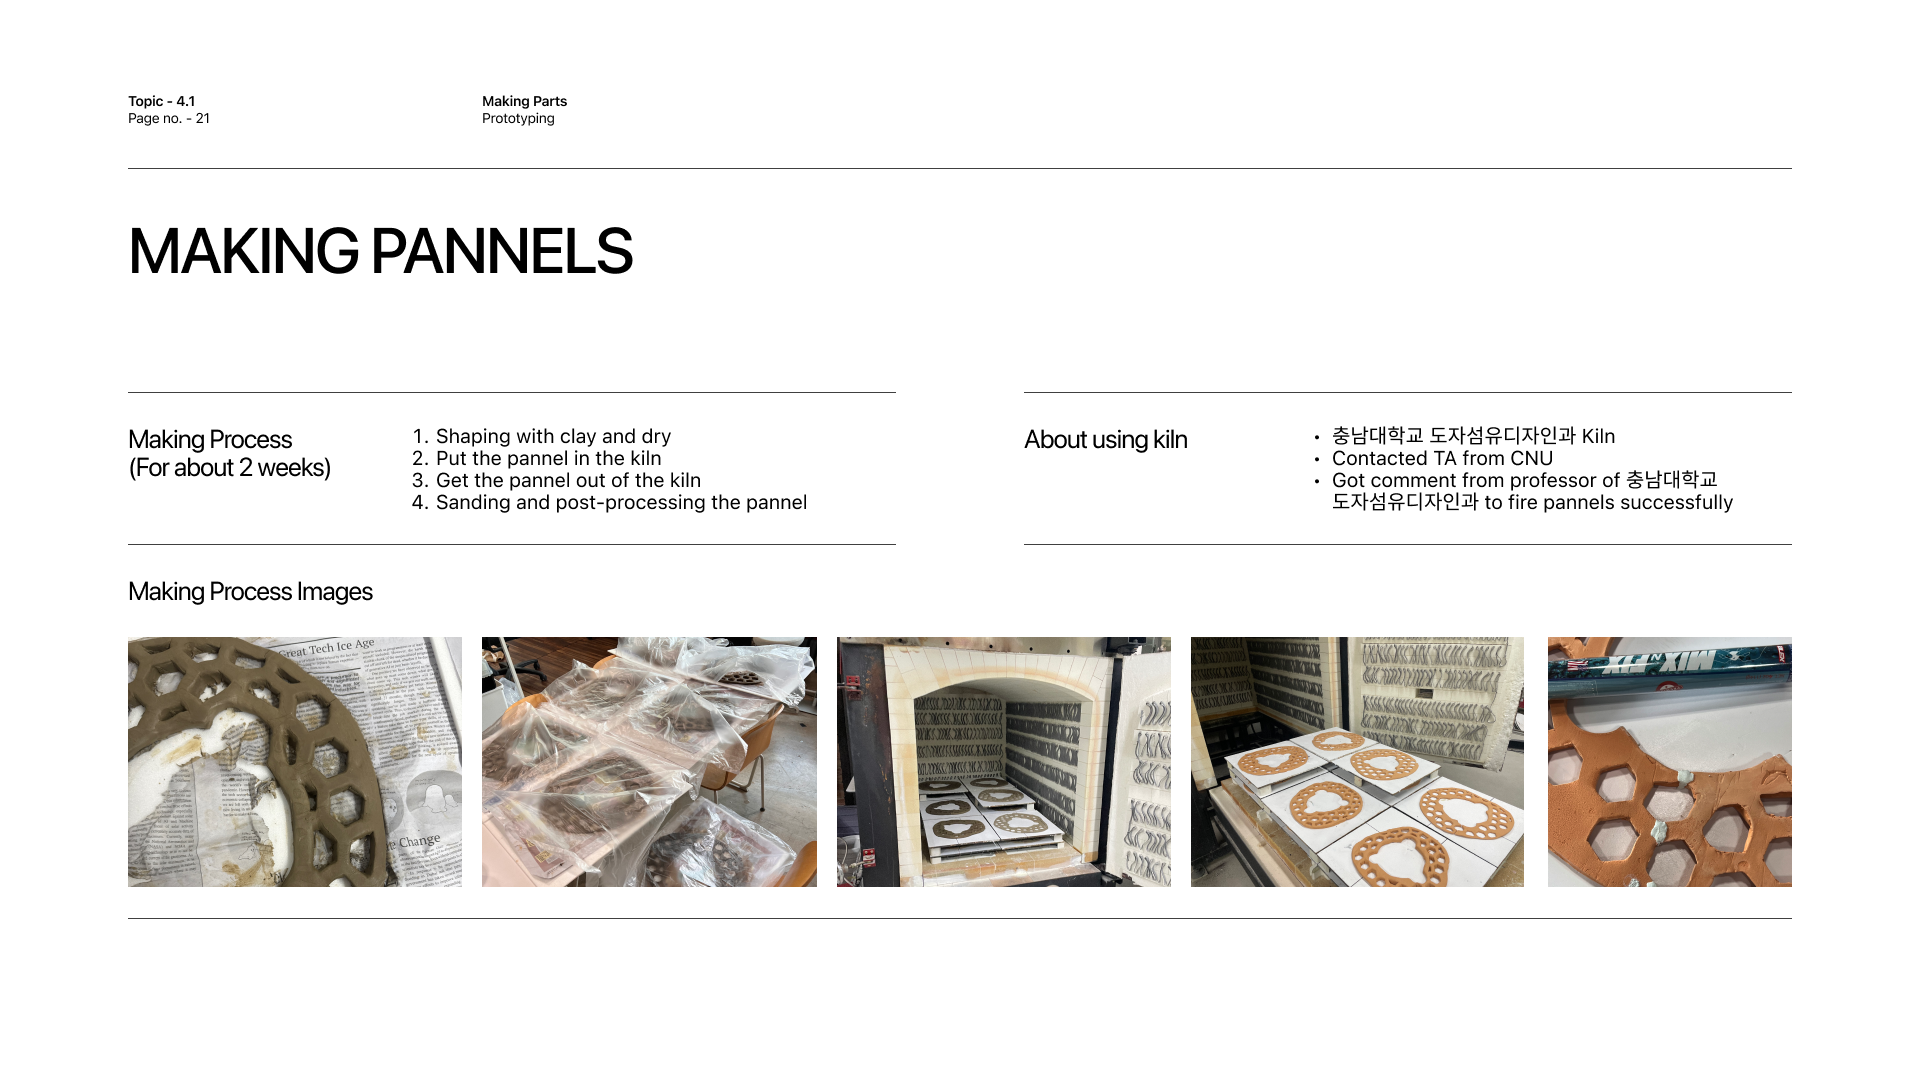 Topic - 4.1
Page no. - 21
Making Parts
Prototyping
MAKING PANNELS
Making Process
(For about 2 weeks)
1. Shaping with clay and dry
2. Put the pannel in the kiln
3. Get the pannel out of the kiln
4. Sanding and post-processing the pannel
About using kiln
• 충남대학교 도자섬유디자인과 Kiln
• Contacted TA from CNU
• Got comment from professor of 충남대학교
도자섬유디자인과 to fire pannels successfully
Making Process Images
Great Tech Ice Age
Change
MIX N FIX